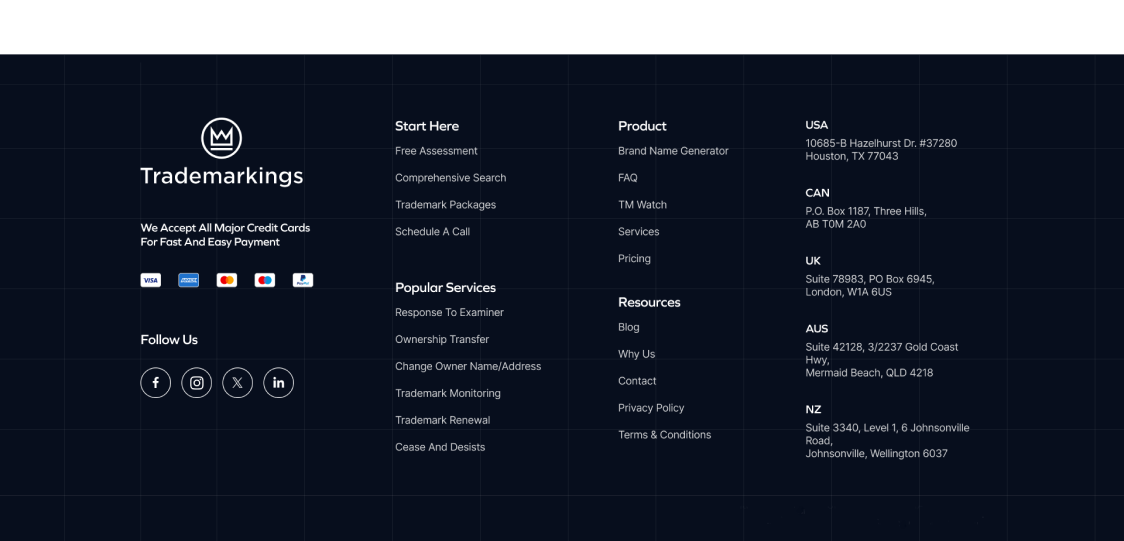 Trademarkings
We Accept All Major Credit Cards
For Fast And Easy Payment
VISA
AMERICAN EXPRESS
PayPal
Follow Us
f
𝕏
in
Start Here
Free Assessment
Comprehensive Search
Trademark Packages
Schedule A Call
Popular Services
Response To Examiner
Ownership Transfer
Change Owner Name/Address
Trademark Monitoring
Trademark Renewal
Cease And Desists
Product
Brand Name Generator
FAQ
TM Watch
Services
Pricing
Resources
Blog
Why Us
Contact
Privacy Policy
Terms & Conditions
USA
10685-B Hazelhurst Dr. #37280
Houston, TX 77043
CAN
P.O. Box 1187, Three Hills,
AB T0M 2A0
UK
Suite 78983, PO Box 6945,
London, W1A 6US
AUS
Suite 42128, 3/2237 Gold Coast
Hwy,
Mermaid Beach, QLD 4218
NZ
Suite 3340, Level 1, 6 Johnsonville
Road,
Johnsonville, Wellington 6037